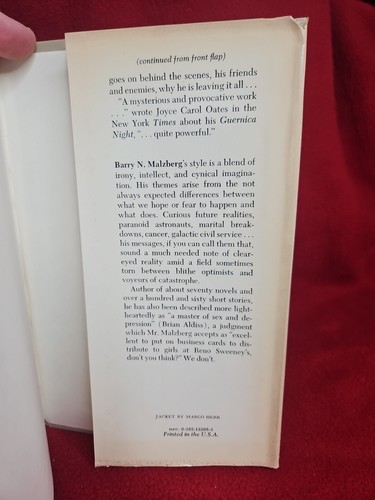 (continued from front flap)
goes on behind the scenes, his friends
and enemies, why he is leaving it all . . .
"A mysterious and provocative work
. . ." wrote Joyce Carol Oates in the
New York Times about his Guernica
Night, ". . . quite powerful."
Barry N. Malzberg's style is a blend of
irony, intellect, and cynical imagina-
tion. His themes arise from the not
always expected differences between
what we hope or fear to happen and
what does. Curious future realities,
paranoid astronauts, marital break-
downs, cancer, galactic civil service . . .
his messages, if you can call them that,
sound a much needed note of clear-
eyed reality amid a field sometimes
torn between blithe optimists and
voyeurs of catastrophe.
Author of about seventy novels and
over a hundred and sixty short stories,
he has also been described more light-
heartedly as "a master of sex and de-
pression" (Brian Aldiss), a judgment
which Mr. Malzberg accepts as "excel-
lent to put on business cards to dis-
tribute to girls at Reno Sweeney's,
don't you think?" We don't.
JACKET BY MARGO HERR
Printed in the U.S.A.